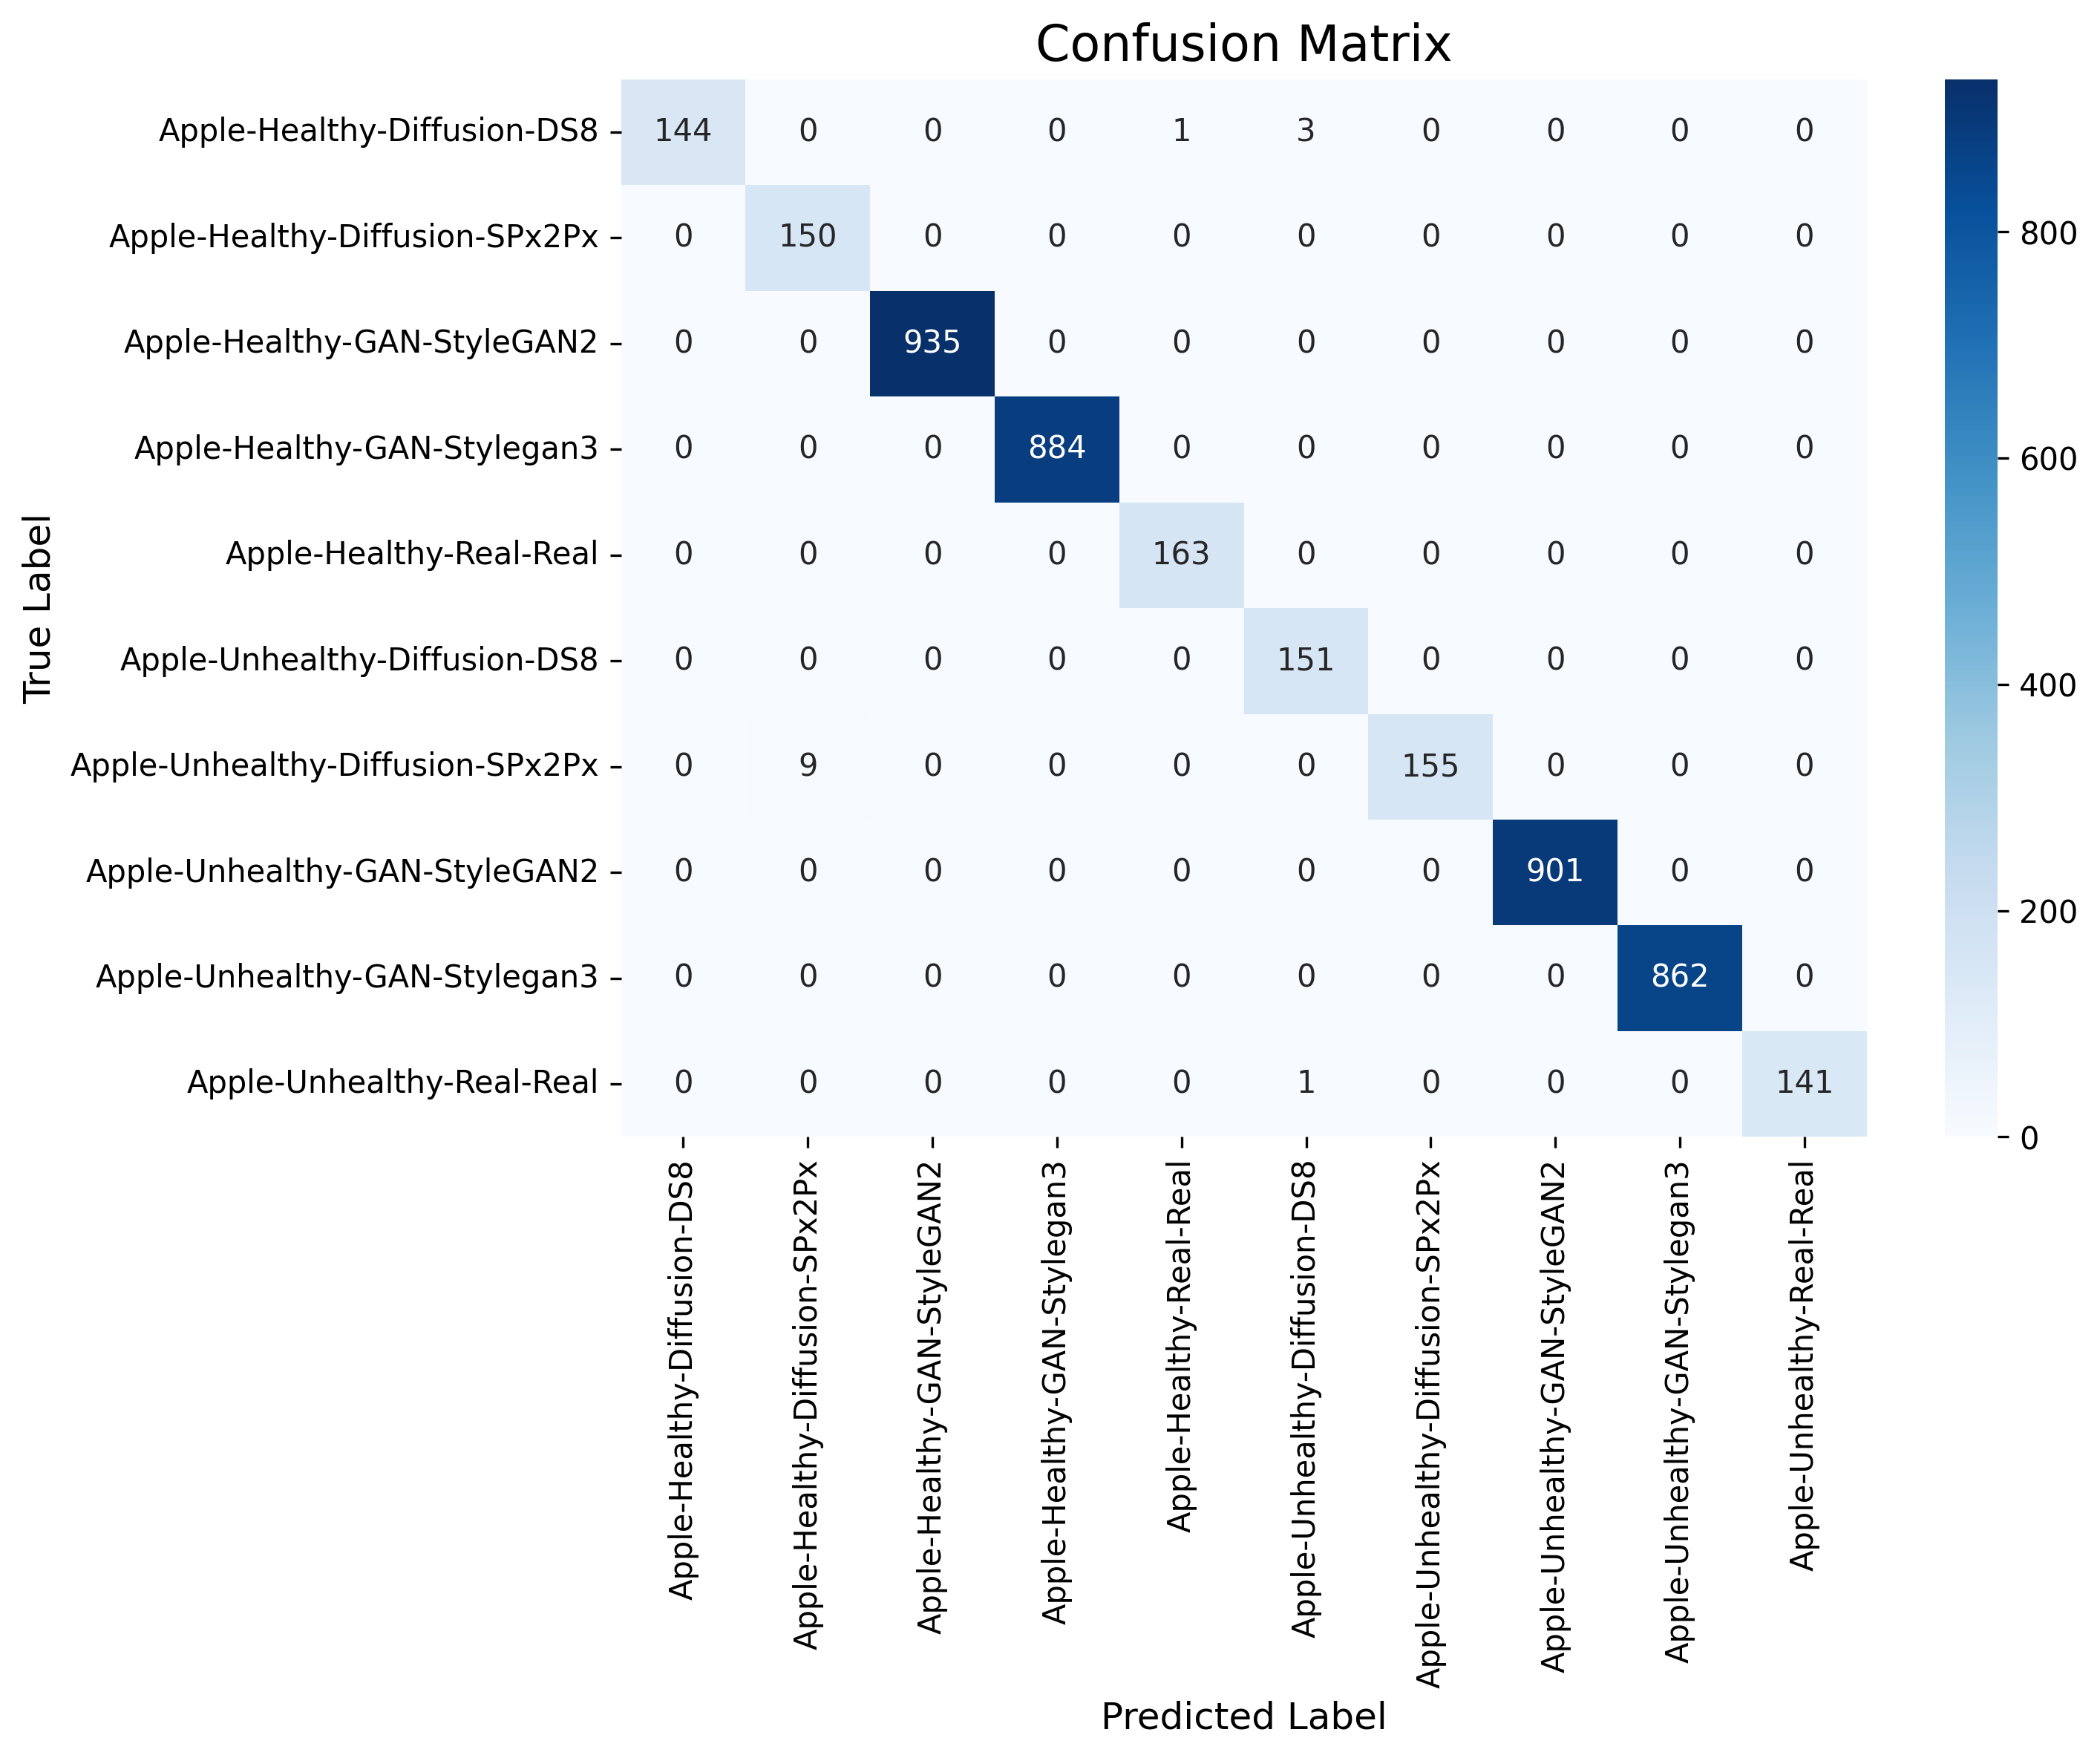 Confusion Matrix
Apple-Healthy-Diffusion-DS8 144 0 0 0 1 3 0 0 0 0
Apple-Healthy-Diffusion-SPx2Px 0 150 0 0 0 0 0 0 0 0
Apple-Healthy-GAN-StyleGAN2 0 0 935 0 0 0 0 0 0 0
Apple-Healthy-GAN-Stylegan3 0 0 0 884 0 0 0 0 0 0
Apple-Healthy-Real-Real 0 0 0 0 163 0 0 0 0 0
Apple-Unhealthy-Diffusion-DS8 0 0 0 0 0 151 0 0 0 0
Apple-Unhealthy-Diffusion-SPx2Px 0 9 0 0 0 0 155 0 0 0
Apple-Unhealthy-GAN-StyleGAN2 0 0 0 0 0 0 0 901 0 0
Apple-Unhealthy-GAN-Stylegan3 0 0 0 0 0 0 0 0 862 0
Apple-Unhealthy-Real-Real 0 0 0 0 0 1 0 0 0 141
True Label
Apple-Healthy-Diffusion-DS8
Apple-Healthy-Diffusion-SPx2Px
Apple-Healthy-GAN-StyleGAN2
Apple-Healthy-GAN-Stylegan3
Apple-Healthy-Real-Real
Apple-Unhealthy-Diffusion-DS8
Apple-Unhealthy-Diffusion-SPx2Px
Apple-Unhealthy-GAN-StyleGAN2
Apple-Unhealthy-GAN-Stylegan3
Apple-Unhealthy-Real-Real
Predicted Label
800
600
400
200
0